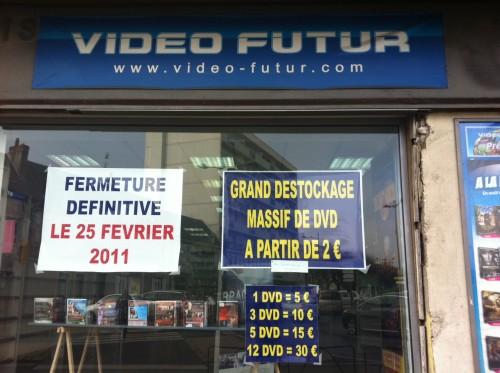 VIDEO FUTUR
www.video-futur.com
FERMETURE
DEFINITIVE
LE 25 FEVRIER
2011
GRAND DESTOCKAGE
MASSIF DE DVD
A PARTIR DE 2 €
1 DVD = 5 €
3 DVD = 10 €
5 DVD = 15 €
12 DVD = 30 €
A LA